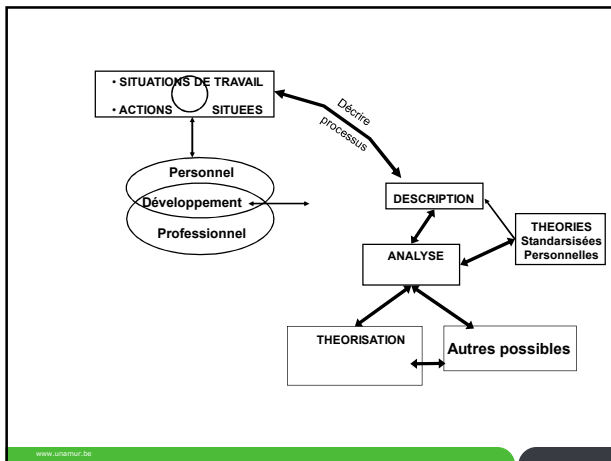 • SITUATIONS DE TRAVAIL
• ACTIONS SITUEES
Décrire
processus
Personnel
Développement
Professionnel
DESCRIPTION
THEORIES
Standarsisées
Personnelles
ANALYSE
THEORISATION
Autres possibles
www.unamur.be